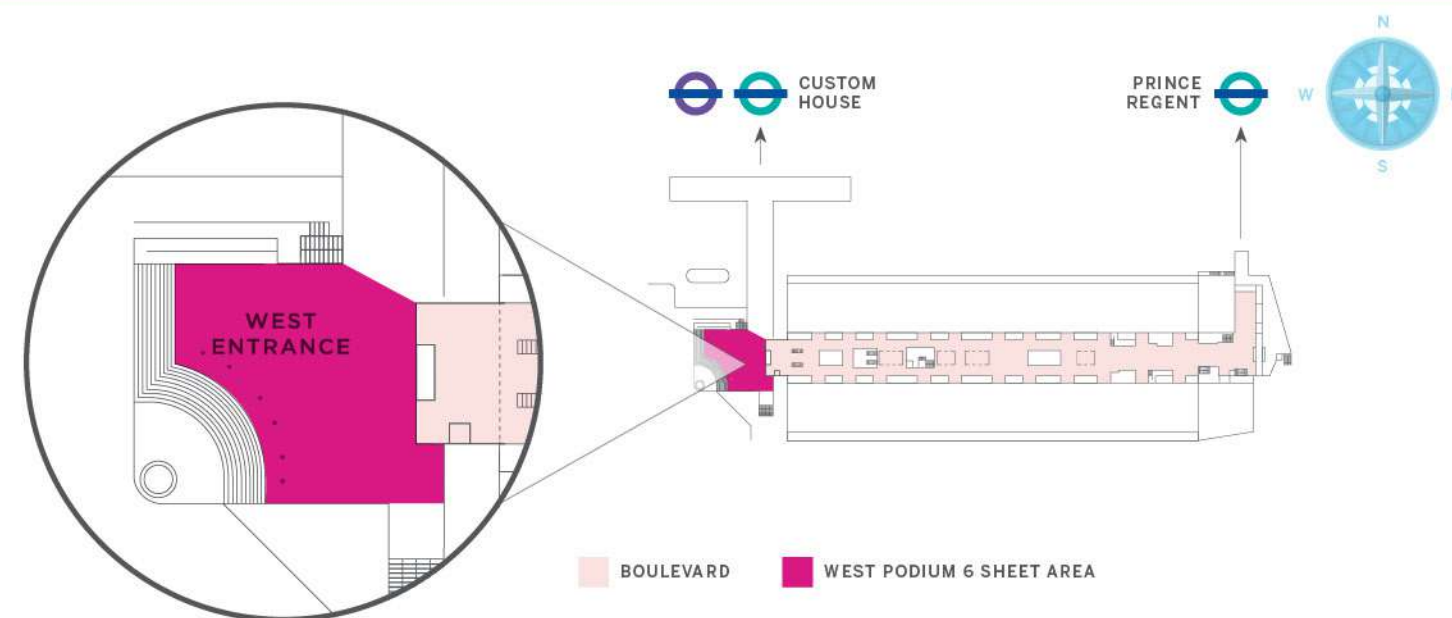 N
W
S
CUSTOM
HOUSE
PRINCE
REGENT
WEST
ENTRANCE
BOULEVARD
WEST PODIUM 6 SHEET AREA